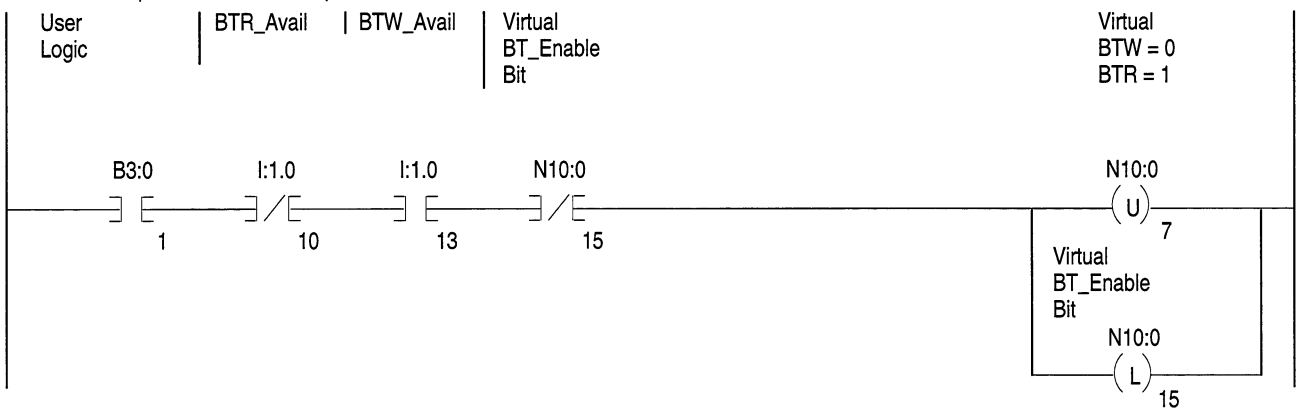 User
Logic
BTR_Avail
BTW_Avail
Virtual
BT_Enable
Bit
Virtual
BTW = 0
BTR = 1
B3:0
I:1.0
I:1.0
N10:0
N10:0
U
1
10
13
15
7
Virtual
BT_Enable
Bit
N10:0
L
15